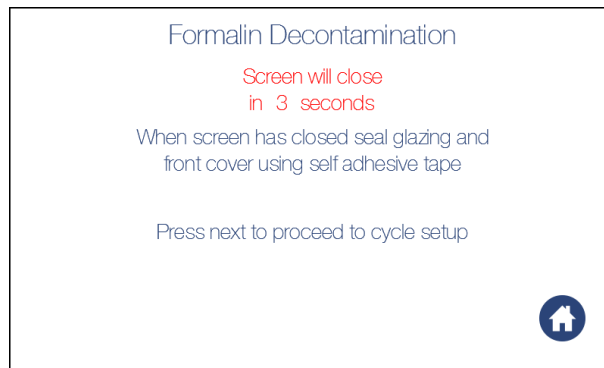 Formalin Decontamination
Screen will close
in 3 seconds
When screen has closed seal glazing and
front cover using self adhesive tape
Press next to proceed to cycle setup